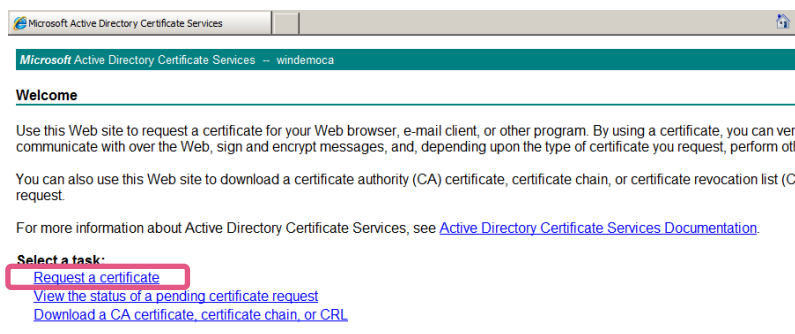 Microsoft Active Directory Certificate Services
Microsoft Active Directory Certificate Services -- windemoca
Welcome
Use this Web site to request a certificate for your Web browser, e-mail client, or other program. By using a certificate, you can ver
communicate with over the Web, sign and encrypt messages, and, depending upon the type of certificate you request, perform ot
You can also use this Web site to download a certificate authority (CA) certificate, certificate chain, or certificate revocation list (C
request.
For more information about Active Directory Certificate Services, see Active Directory Certificate Services Documentation.
Select a task:
Request a certificate
View the status of a pending certificate request
Download a CA certificate, certificate chain, or CRL